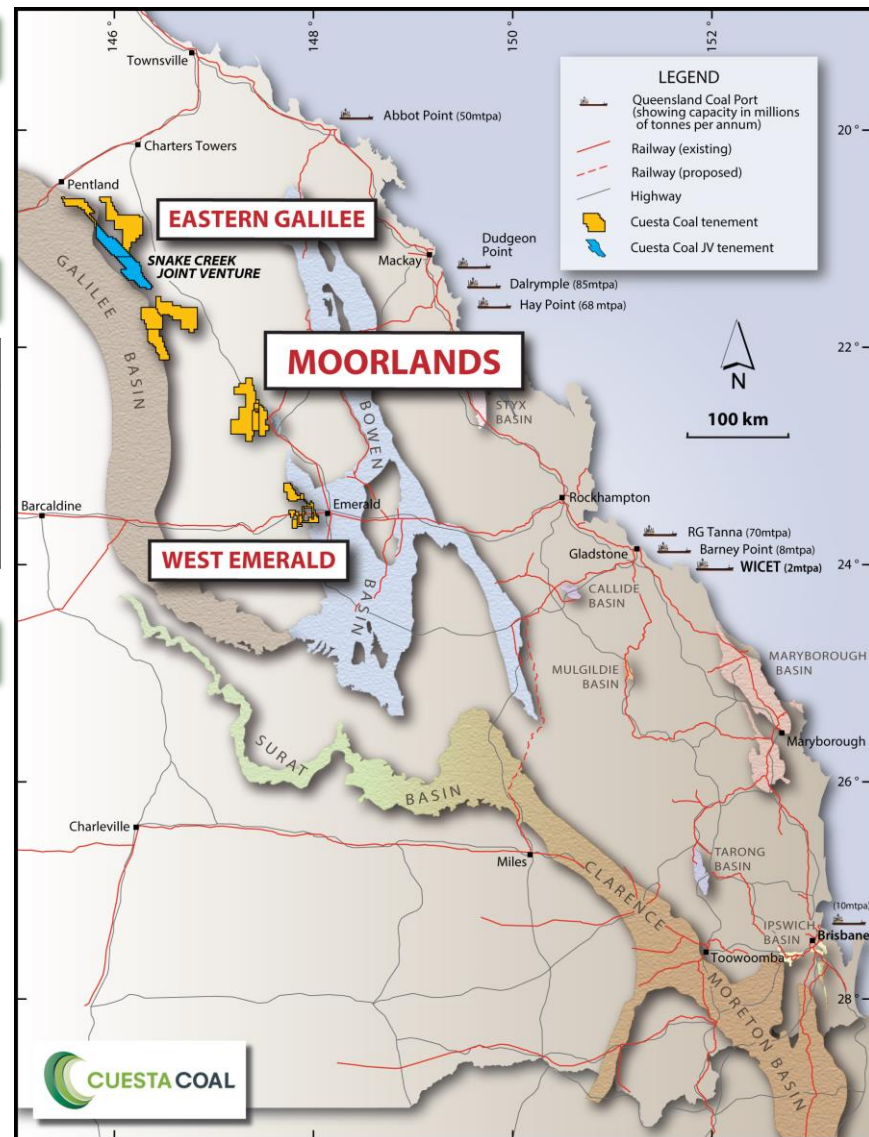 146 °
148 °
150 °
152 °
Townsville
LEGEND
Queensland Coal Port
(showing capacity in millions
of tonnes per annum)
Railway (existing)
Railway (proposed)
Highway
Cuesta Coal tenement
Cuesta Coal JV tenement
Abbot Point (50mtpa)
20 °
Charters Towers
Pentland
EASTERN GALILEE
SNAKE CREEK
JOINT VENTURE
Dudgeon
Point
Mackay
Dalrymple (85mtpa)
Hay Point (68 mtpa)
GALILEE
BASIN
22 °
MOORLANDS
N
100 km
STYX
BASIN
BOWEN
BASIN
Rockhampton
Barcaldine
Emerald
WEST EMERALD
RG Tanna (70mtpa)
Gladstone
Barney Point (8mtpa)
WICET (2mtpa)
24 °
CALLIDE
BASIN
MULGILDIE
BASIN
MARYBOROUGH
BASIN
Maryborough
SURAT
BASIN
26 °
Charleville
Miles
TARONG
BASIN
CLARENCE
MORETON BASIN
(10mtpa)
IPSWICH
BASIN
Brisbane
Toowoomba
28 °
CUESTA COAL